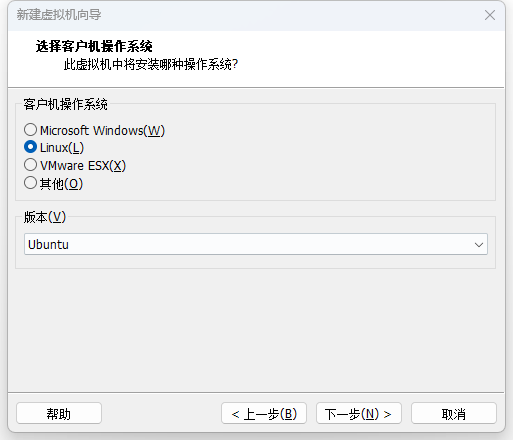 新建虚拟机向导
选择客户机操作系统
此虚拟机中将安装哪种操作系统?
客户机操作系统
Microsoft Windows(W)
Linux(L)
VMware ESX(X)
其他(O)
版本(V)
Ubuntu
帮助
< 上一步(B)
下一步(N) >
取消